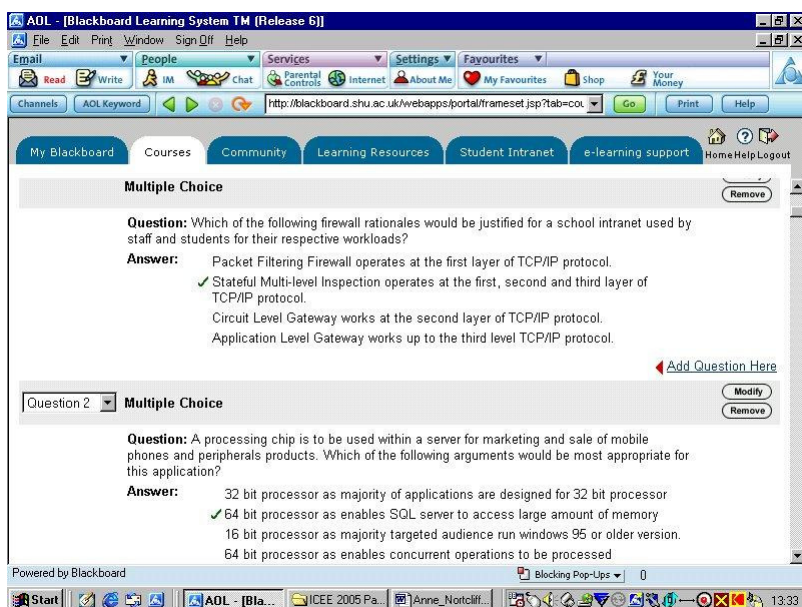 AOL - [Blackboard Learning System TM (Release 6)]
File Edit Print Window Sign Off Help
Email People Services Settings Favourites
Read Write IM Chat Parental Controls Internet About Me My Favourites Shop Your Money
Channels AOL Keyword http://blackboard.shu.ac.uk/webapps/portal/frameset.jsp?tab=cou Go Print Help
My Blackboard Courses Community Learning Resources Student Intranet e-learning support Home Help Logout
Multiple Choice
Remove
Question: Which of the following firewall rationales would be justified for a school intranet used by
staff and students for their respective workloads?
Answer: Packet Filtering Firewall operates at the first layer of TCP/IP protocol.
Stateful Multi-level Inspection operates at the first, second and third layer of
TCP/IP protocol.
Circuit Level Gateway works at the second layer of TCP/IP protocol.
Application Level Gateway works up to the third level TCP/IP protocol.
Add Question Here
Question 2 Multiple Choice Modify
Remove
Question: A processing chip is to be used within a server for marketing and sale of mobile
phones and peripherals products. Which of the following arguments would be most appropriate for
this application?
Answer: 32 bit processor as majority of applications are designed for 32 bit processor
64 bit processor as enables SQL server to access large amount of memory
16 bit processor as majority targeted audience run windows 95 or older version.
64 bit processor as enables concurrent operations to be processed
Powered by Blackboard Blocking Pop-Ups 0
Start AOL - [Bla... ICEE 2005 Pa... Anne_Nortcliff... 13:33